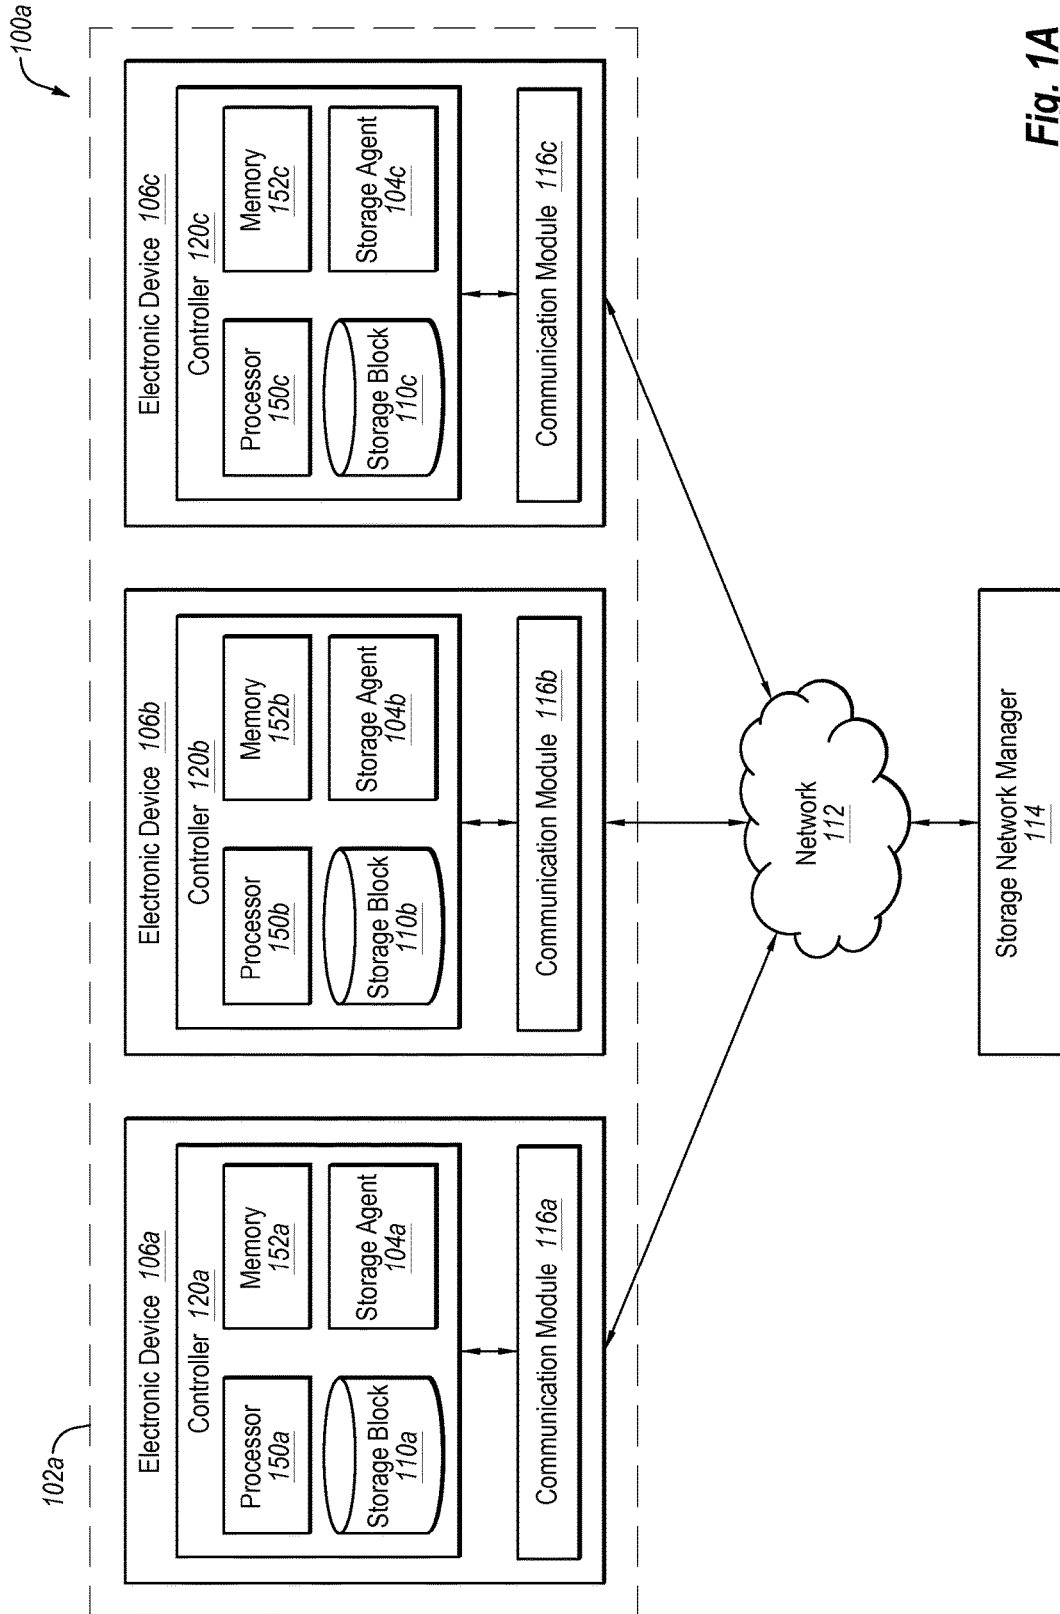 100a
102a
Electronic Device 106a
Controller 120a
Processor
150a
Memory
152a
Storage Block
110a
Storage Agent
104a
Communication Module 116a
Electronic Device 106b
Controller 120b
Processor
150b
Memory
152b
Storage Block
110b
Storage Agent
104b
Communication Module 116b
Electronic Device 106c
Controller 120c
Processor
150c
Memory
152c
Storage Block
110c
Storage Agent
104c
Communication Module 116c
Network
112
Storage Network Manager
114
Fig. 1A